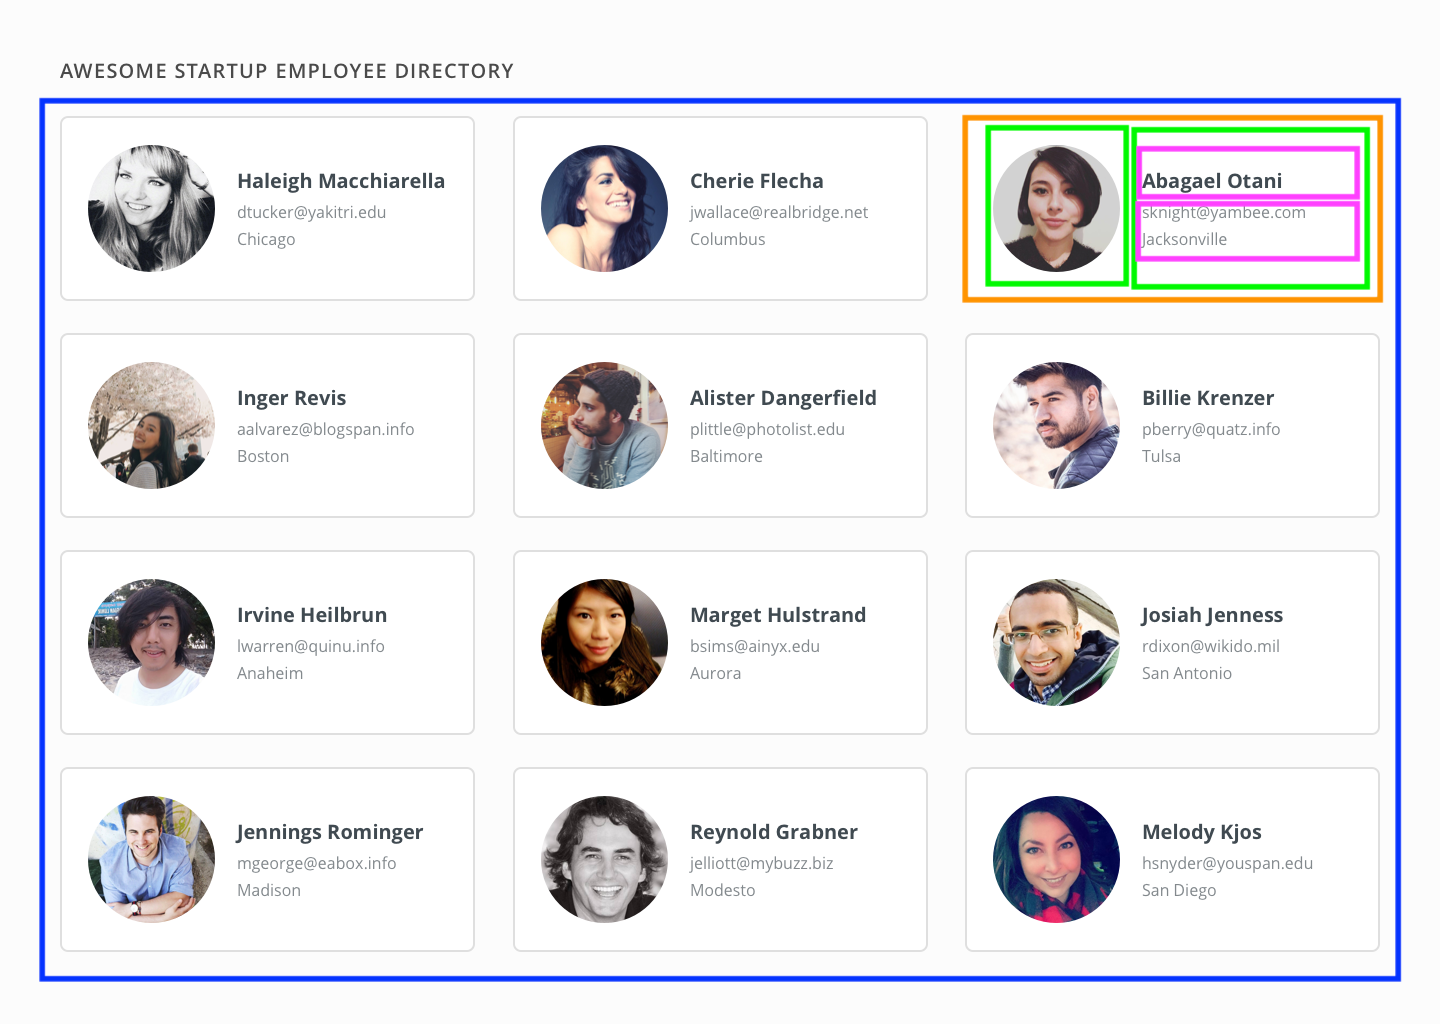 AWESOME STARTUP EMPLOYEE DIRECTORY
Haleigh Macchiarella
dtucker@yakitri.edu
Chicago
Cherie Flecha
jwallace@realbridge.net
Columbus
Abagael Otani
sknight@yambee.com
Jacksonville
Inger Revis
aalvarez@blogspan.info
Boston
Alister Dangerfield
plittle@photolist.edu
Baltimore
Billie Krenzer
pberry@quatz.info
Tulsa
Irvine Heilbrun
lwarren@quinu.info
Anaheim
Marget Hulstrand
bsims@ainyx.edu
Aurora
Josiah Jenness
rdixon@wikido.mil
San Antonio
Jennings Rominger
mgeorge@eabox.info
Madison
Reynold Grabner
jelliott@mybuzz.biz
Modesto
Melody Kjos
hsnyder@youspan.edu
San Diego